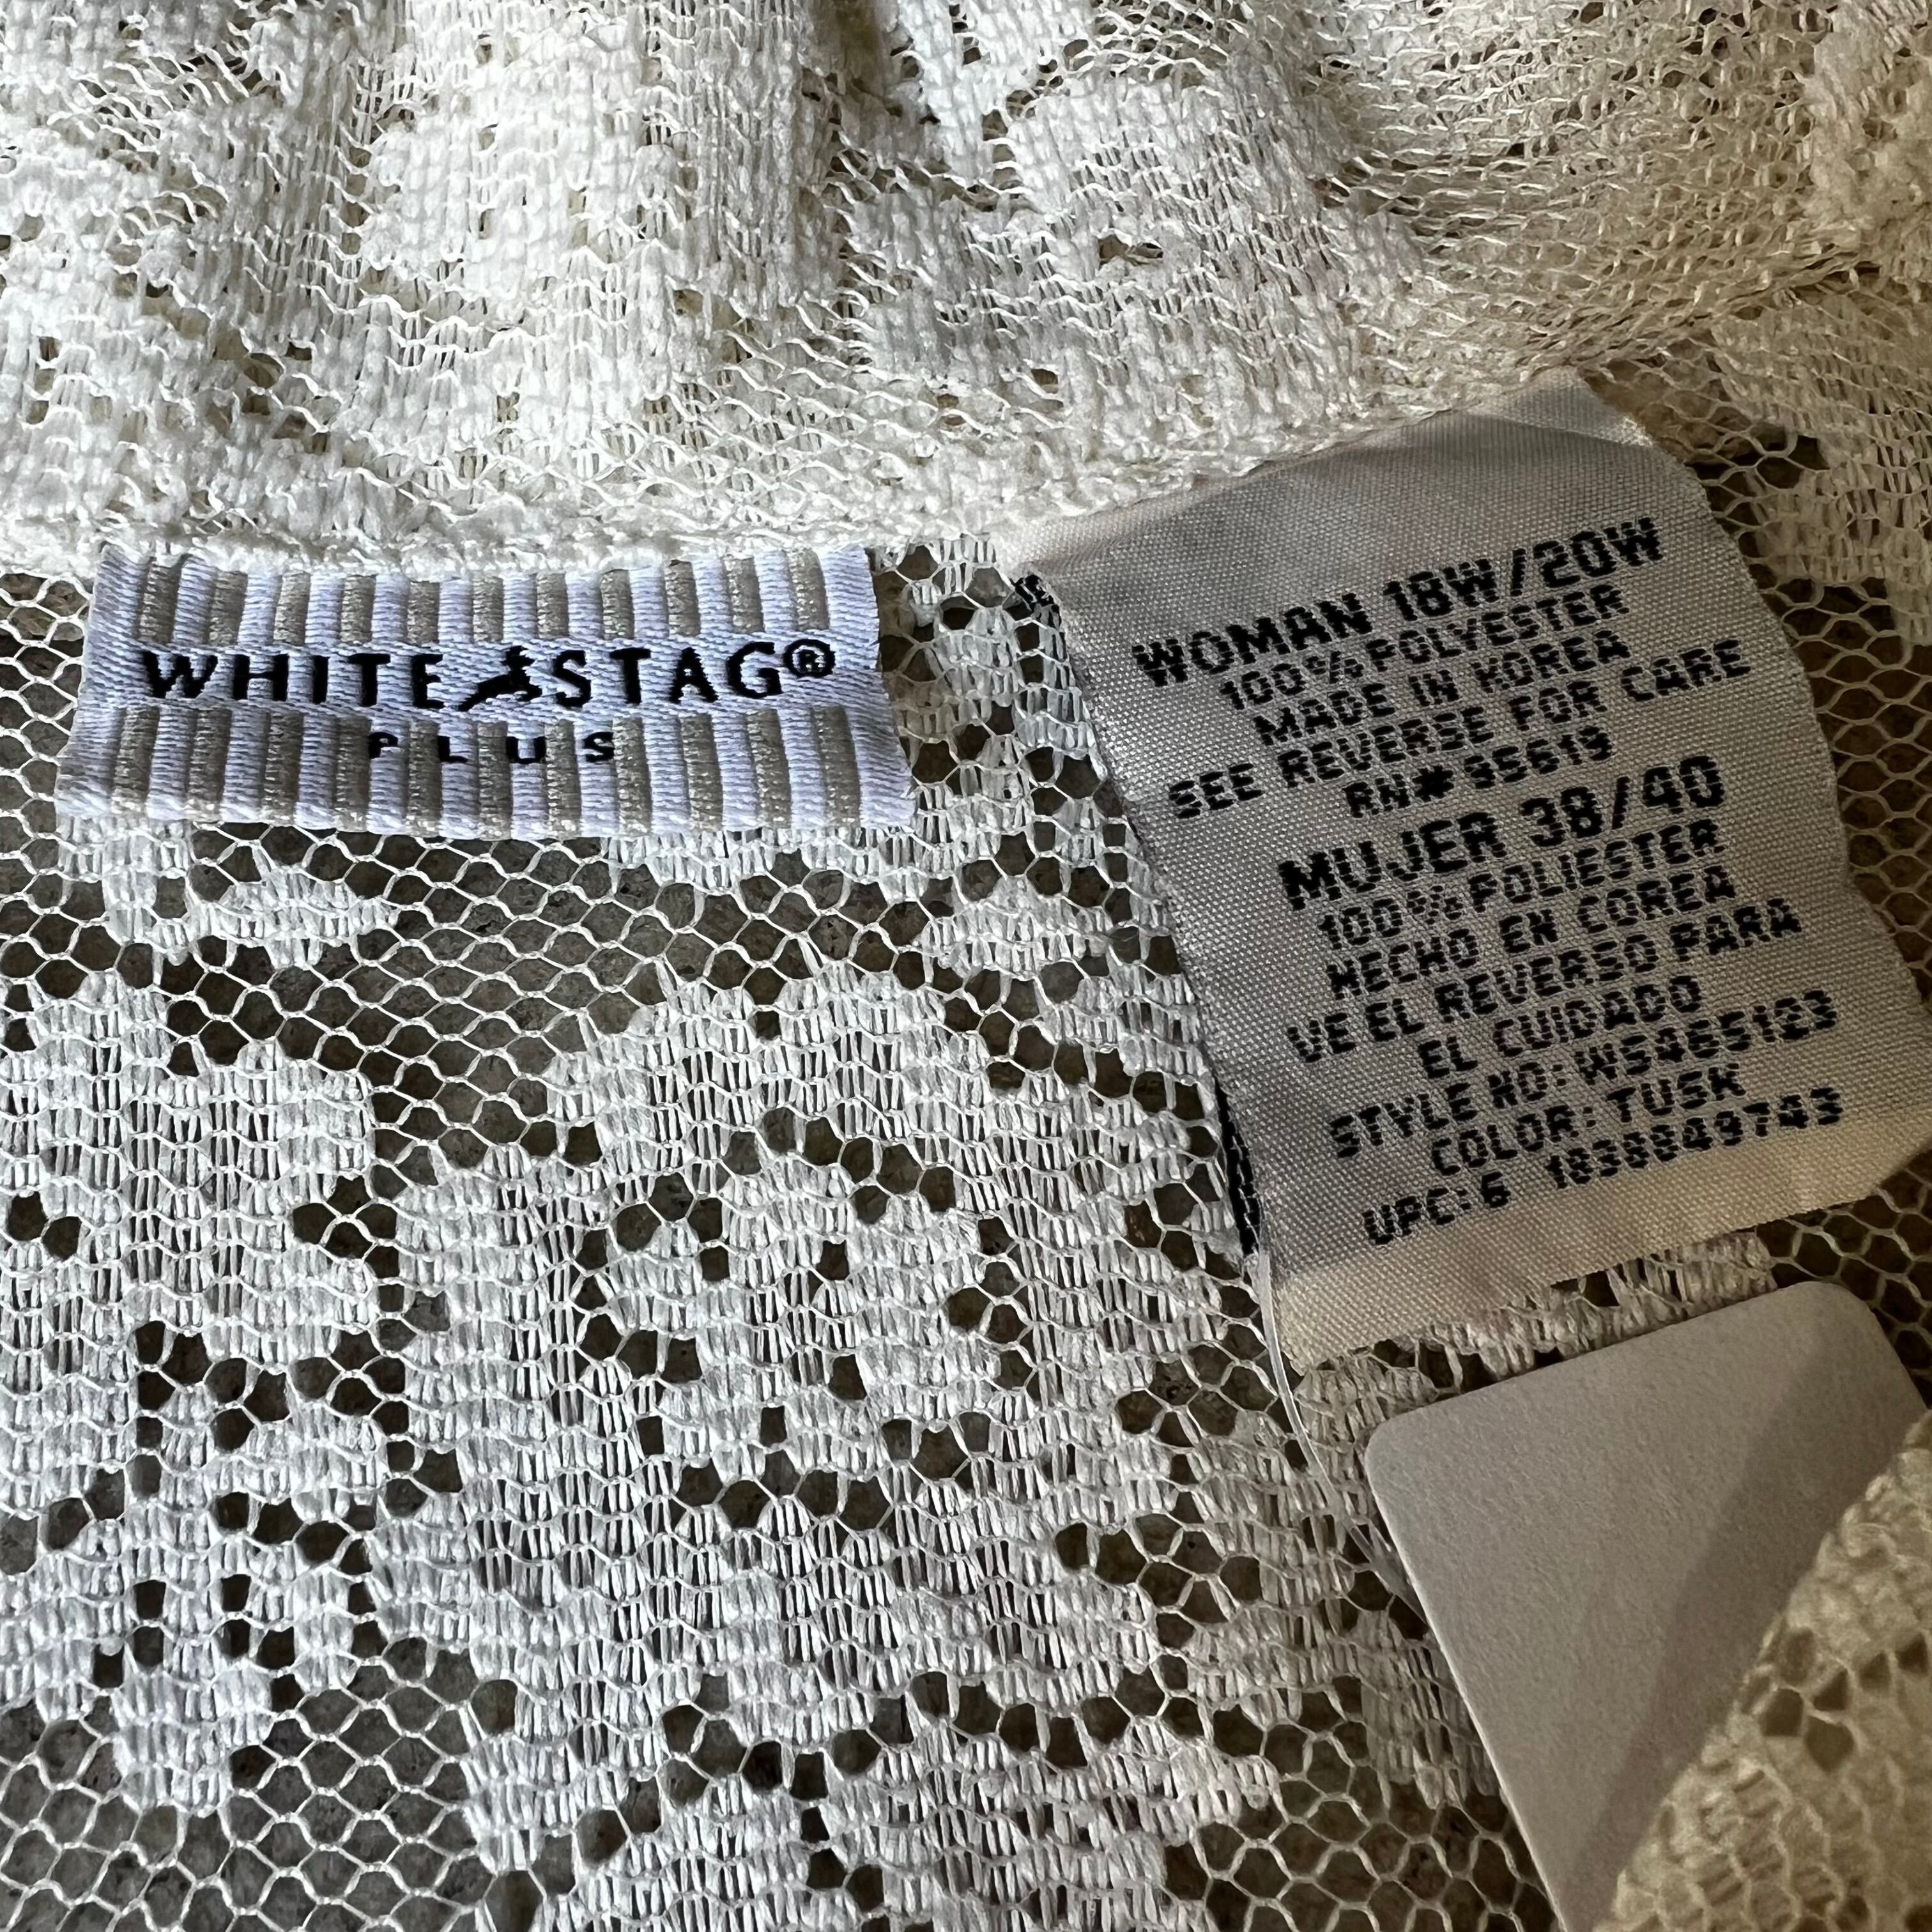 WHITE STAG®
PLUS
WOMAN 18W/20W
100% POLYESTER
MADE IN KOREA
SEE REVERSE FOR CARE
RN# 95619
MUJER 38/40
100% POLIESTER
HECHO EN COREA
VE EL REVERSO PARA
EL CUIDADO
STYLE NO: WS465123
COLOR: TUSK
UPC: 6 1838849743